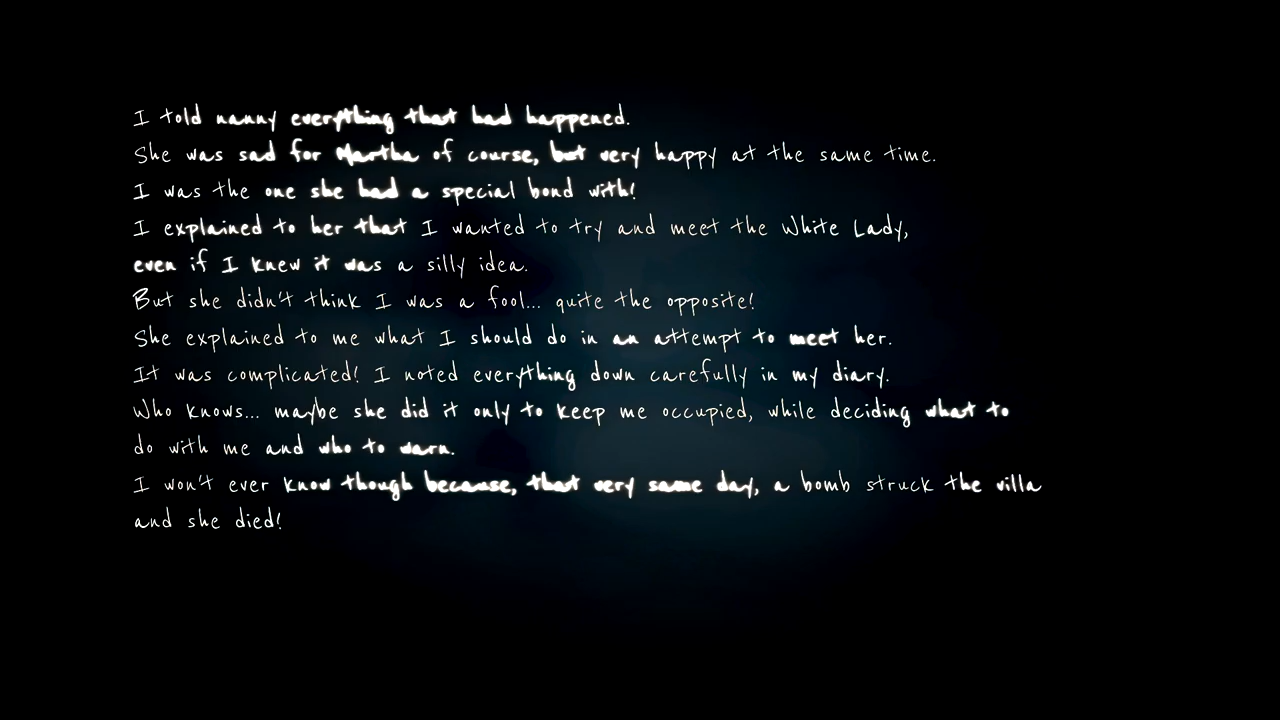 I told nanny everything that had happened.
She was sad for Martha of course, but very happy at the same time.
I was the one she had a special bond with!
I explained to her that I wanted to try and meet the White Lady,
even if I knew it was a silly idea.
But she didn't think I was a fool... quite the opposite!
She explained to me what I should do in an attempt to meet her.
It was complicated! I noted everything down carefully in my diary.
Who knows... maybe she did it only to keep me occupied, while deciding what to
do with me and who to warn.
I won't ever know though because, that very same day, a bomb struck the villa
and she died!